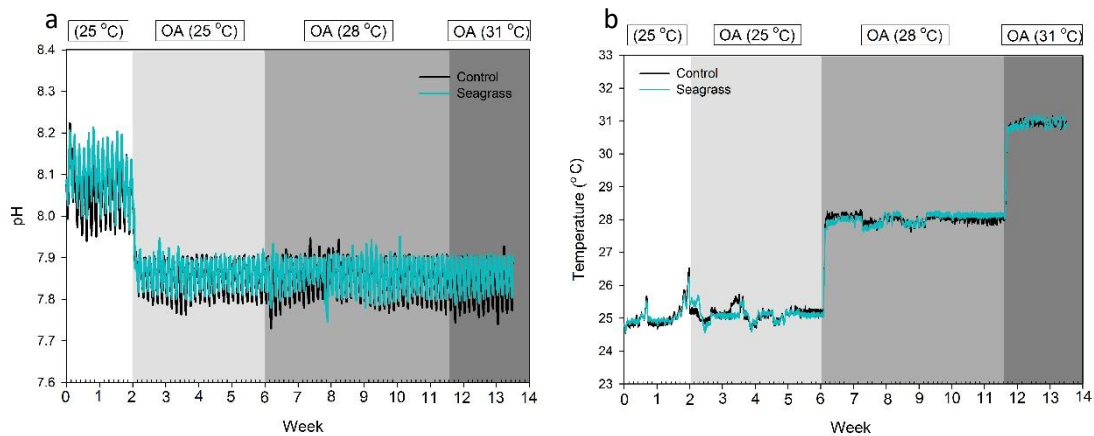 a
(25 °C) OA (25 °C) OA (28 °C) OA (31 °C)
8.4
8.3
8.2
8.1
8.0
7.9
7.8
7.7
7.6
pH
Control
Seagrass
0 1 2 3 4 5 6 7 8 9 10 11 12 13 14
Week
b
(25 °C) OA (25 °C) OA (28 °C) OA (31 °C)
33
32
31
30
29
28
27
26
25
24
23
Temperature (°C)
Control
Seagrass
0 1 2 3 4 5 6 7 8 9 10 11 12 13 14
Week